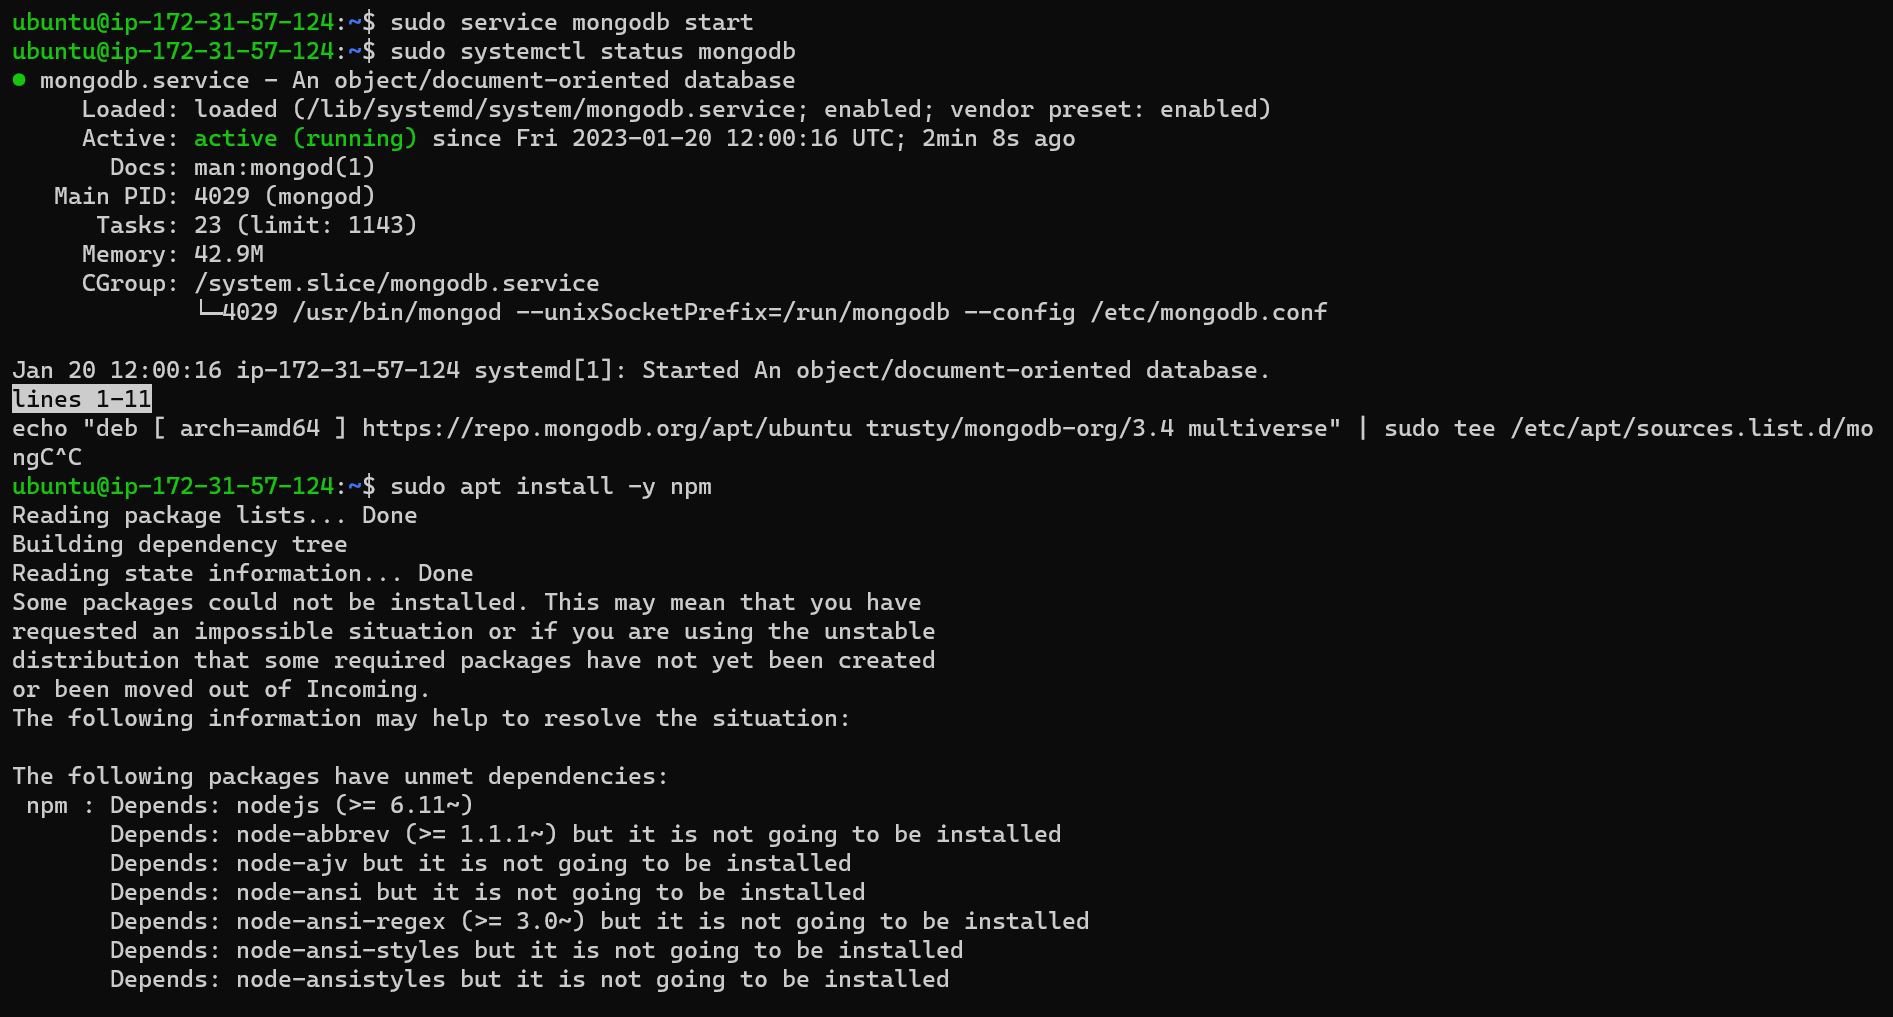 ubuntu@ip-172-31-57-124:~$ sudo service mongodb start
ubuntu@ip-172-31-57-124:~$ sudo systemctl status mongodb
● mongodb.service - An object/document-oriented database
     Loaded: loaded (/lib/systemd/system/mongodb.service; enabled; vendor preset: enabled)
     Active: active (running) since Fri 2023-01-20 12:00:16 UTC; 2min 8s ago
       Docs: man:mongod(1)
   Main PID: 4029 (mongod)
      Tasks: 23 (limit: 1143)
     Memory: 42.9M
     CGroup: /system.slice/mongodb.service
             └─4029 /usr/bin/mongod --unixSocketPrefix=/run/mongodb --config /etc/mongodb.conf

Jan 20 12:00:16 ip-172-31-57-124 systemd[1]: Started An object/document-oriented database.
lines 1-11
echo "deb [ arch=amd64 ] https://repo.mongodb.org/apt/ubuntu trusty/mongodb-org/3.4 multiverse" | sudo tee /etc/apt/sources.list.d/mo
ngC^C
ubuntu@ip-172-31-57-124:~$ sudo apt install -y npm
Reading package lists... Done
Building dependency tree
Reading state information... Done
Some packages could not be installed. This may mean that you have
requested an impossible situation or if you are using the unstable
distribution that some required packages have not yet been created
or been moved out of Incoming.
The following information may help to resolve the situation:

The following packages have unmet dependencies:
 npm : Depends: nodejs (>= 6.11~)
       Depends: node-abbrev (>= 1.1.1~) but it is not going to be installed
       Depends: node-ajv but it is not going to be installed
       Depends: node-ansi but it is not going to be installed
       Depends: node-ansi-regex (>= 3.0~) but it is not going to be installed
       Depends: node-ansi-styles but it is not going to be installed
       Depends: node-ansistyles but it is not going to be installed